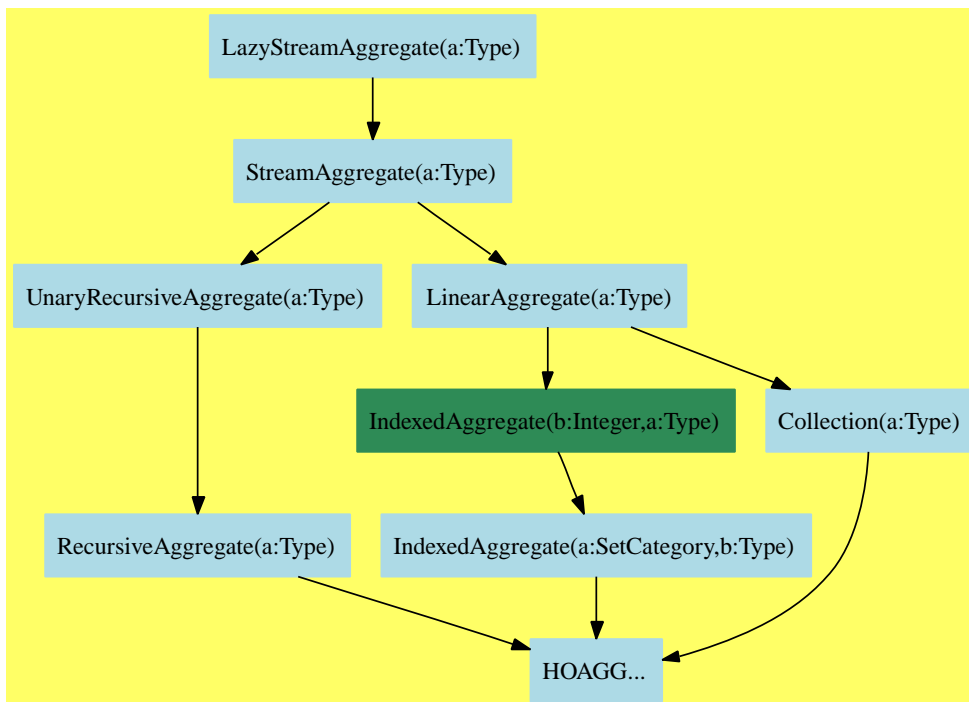 LazyStreamAggregate(a:Type)
StreamAggregate(a:Type)
UnaryRecursiveAggregate(a:Type)
LinearAggregate(a:Type)
IndexedAggregate(b:Integer,a:Type)
Collection(a:Type)
RecursiveAggregate(a:Type)
IndexedAggregate(a:SetCategory,b:Type)
HOAGG...